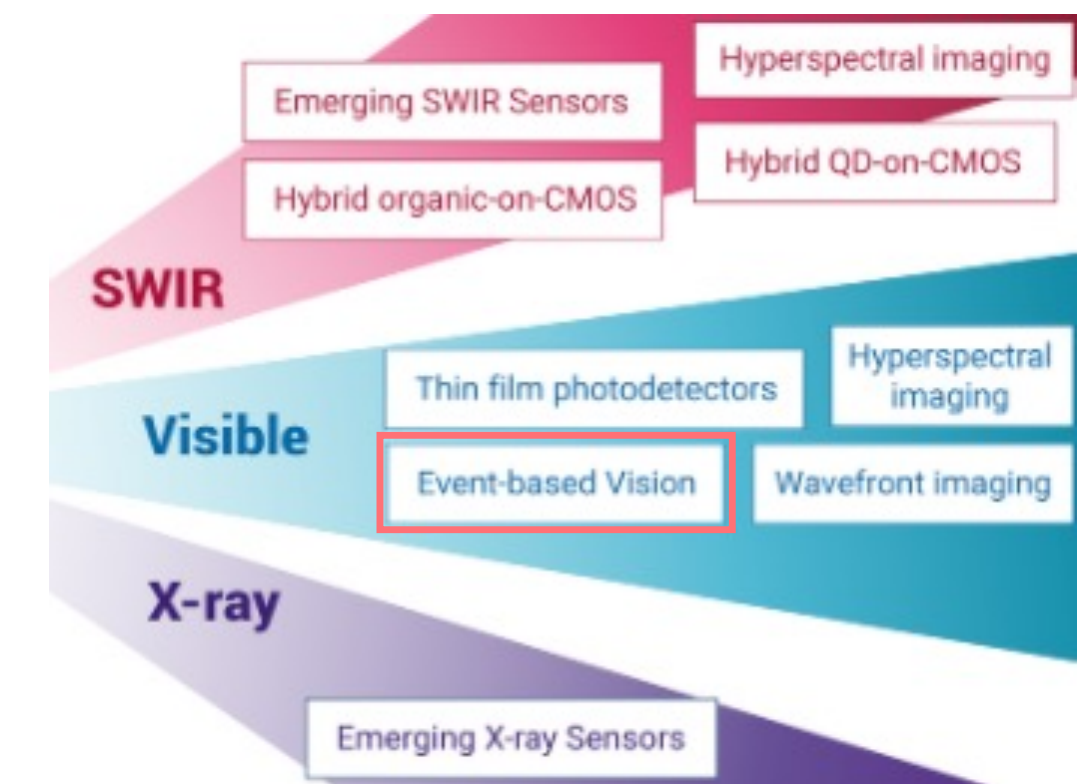 Hyperspectral imaging
Emerging SWIR Sensors
Hybrid QD-on-CMOS
Hybrid organic-on-CMOS
SWIR
Hyperspectral
imaging
Thin film photodetectors
Visible
Event-based Vision
Wavefront imaging
X-ray
Emerging X-ray Sensors